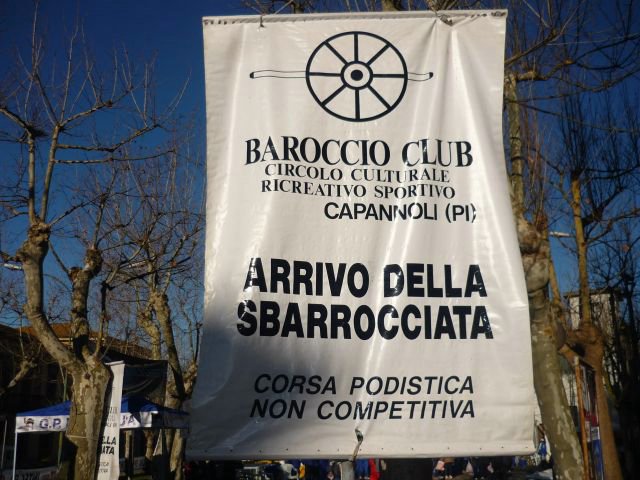 BAROCCIO CLUB
CIRCOLO CULTURALE
RICREATIVO SPORTIVO
CAPANNOLI (PI)
ARRIVO DELLA
SBARROCCIATA
CORSA PODISTICA
NON COMPETITIVA
G.P.